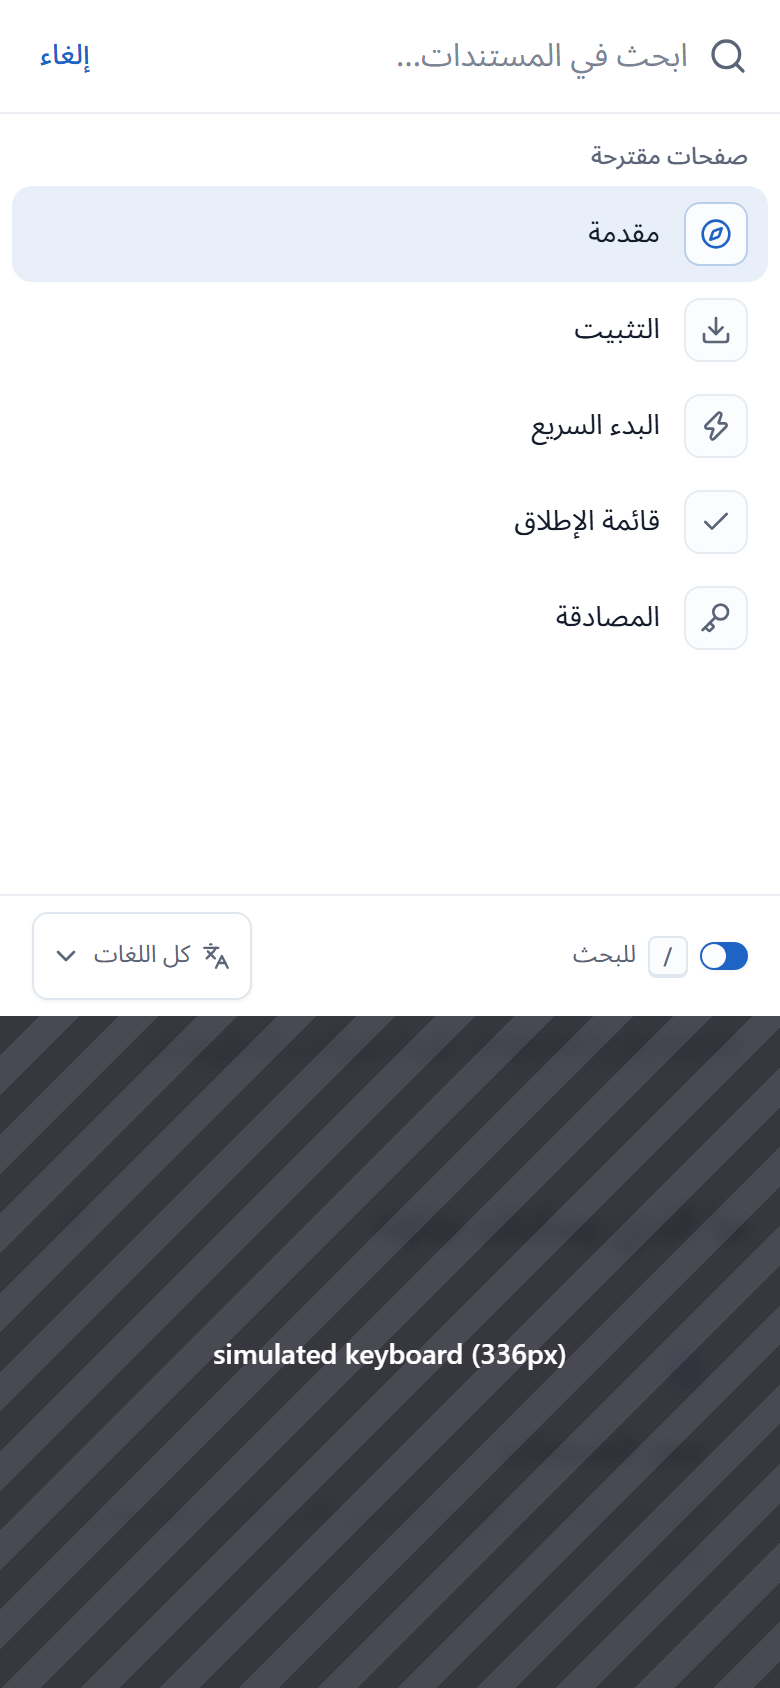 ابحث في المستندات...
إلغاء
صفحات مقترحة
مقدمة
التثبيت
البدء السريع
قائمة الإطلاق
المصادقة
/ للبحث
كل اللغات
simulated keyboard (336px)